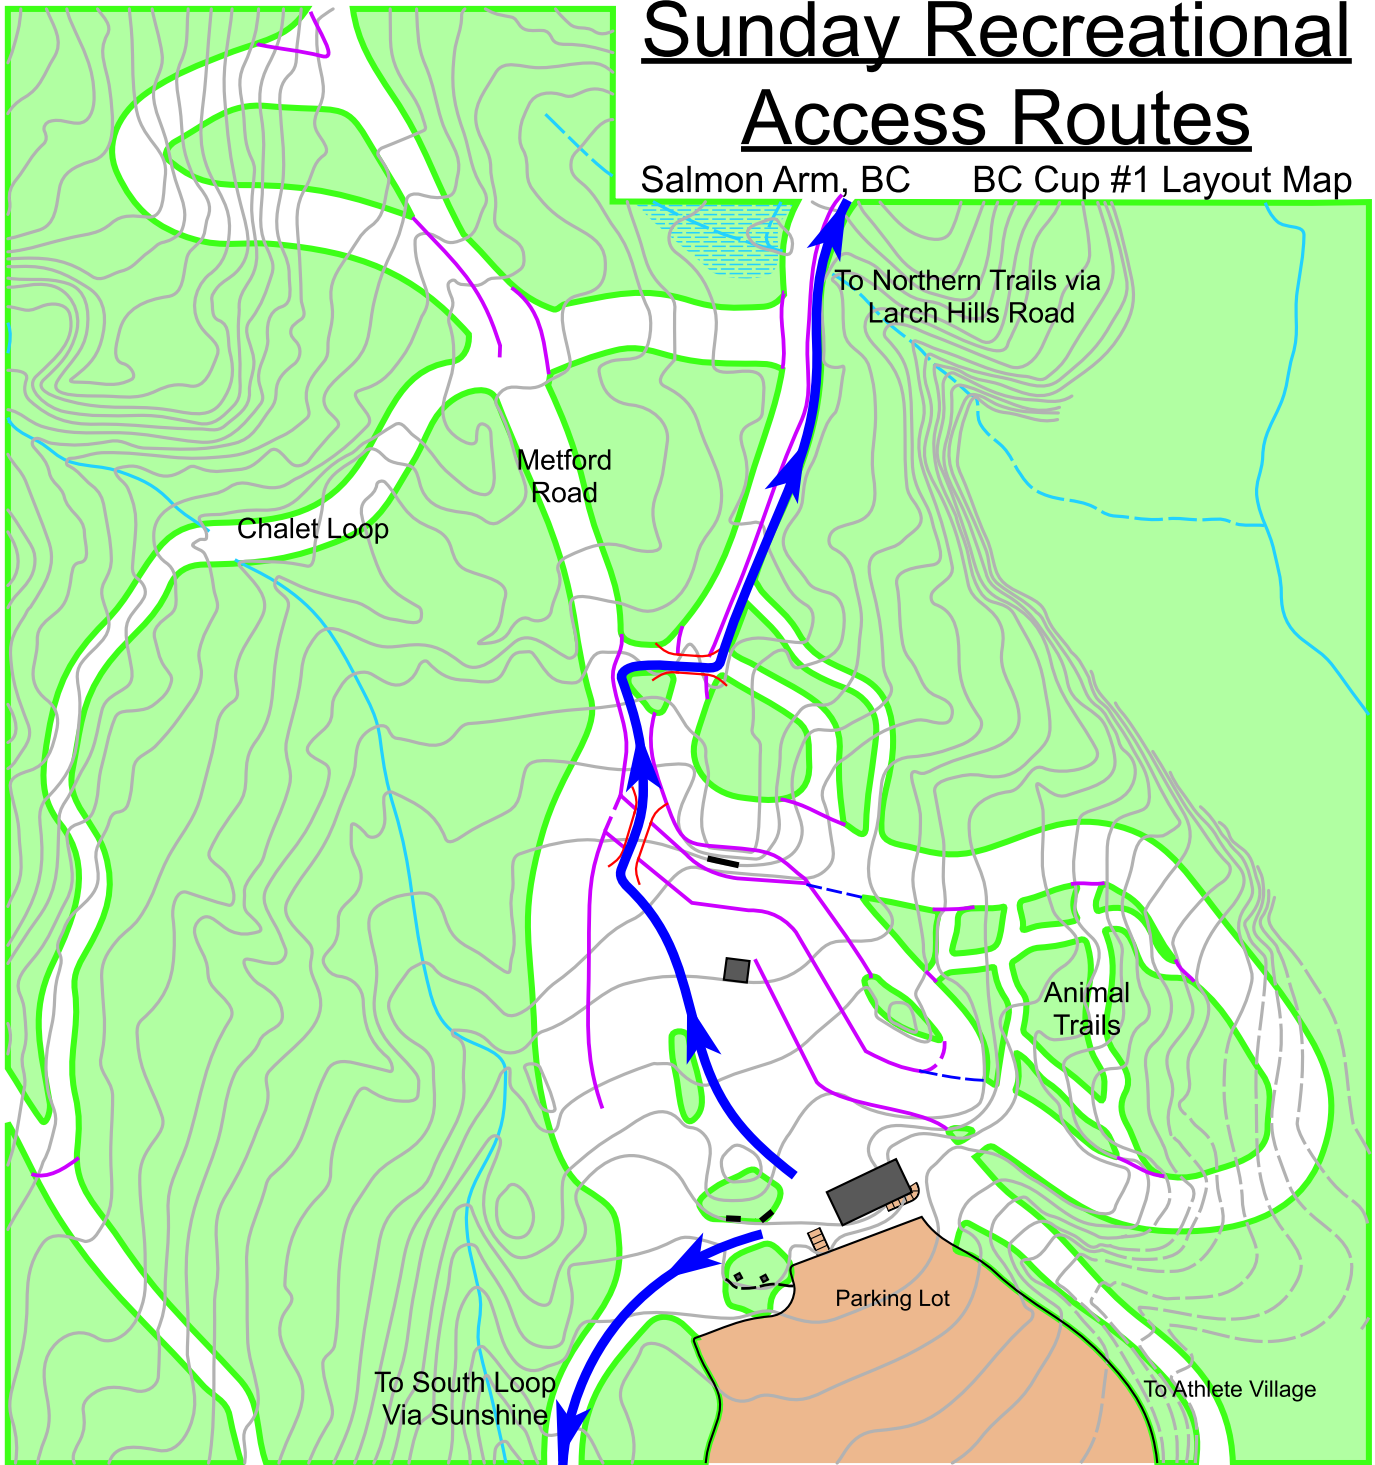 Sunday Recreational
Access Routes
Salmon Arm, BC BC Cup #1 Layout Map
To Northern Trails via
Larch Hills Road
Metford
Road
Chalet Loop
Animal
Trails
Parking Lot
To South Loop
Via Sunshine
To Athlete Village